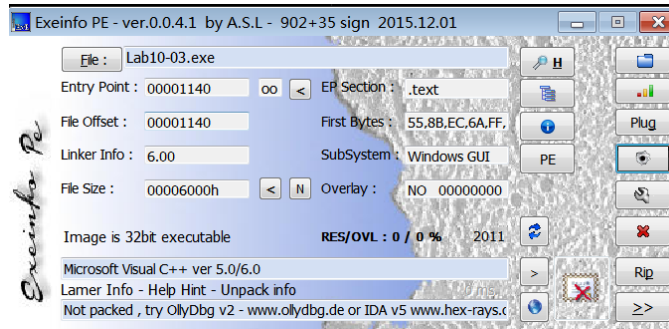 Exeinfo PE - ver.0.0.4.1 by A.S.L - 902+35 sign 2015.12.01
File : Lab10-03.exe H
Entry Point : 00001140 oo < EP Section : .text
File Offset : 00001140 First Bytes : 55,8B,EC,6A,FF, Plug
Linker Info : 6.00 SubSystem : Windows GUI PE
File Size : 00006000h < N Overlay : NO 00000000
Image is 32bit executable RES/OVL : 0 / 0 % 2011
Microsoft Visual C++ ver 5.0/6.0 > Rip
Lamer Info - Help Hint - Unpack info ms.
Not packed , try OllyDbg v2 - www.ollydbg.de or IDA v5 www.hex-rays.c >>
Exeinfo Pe